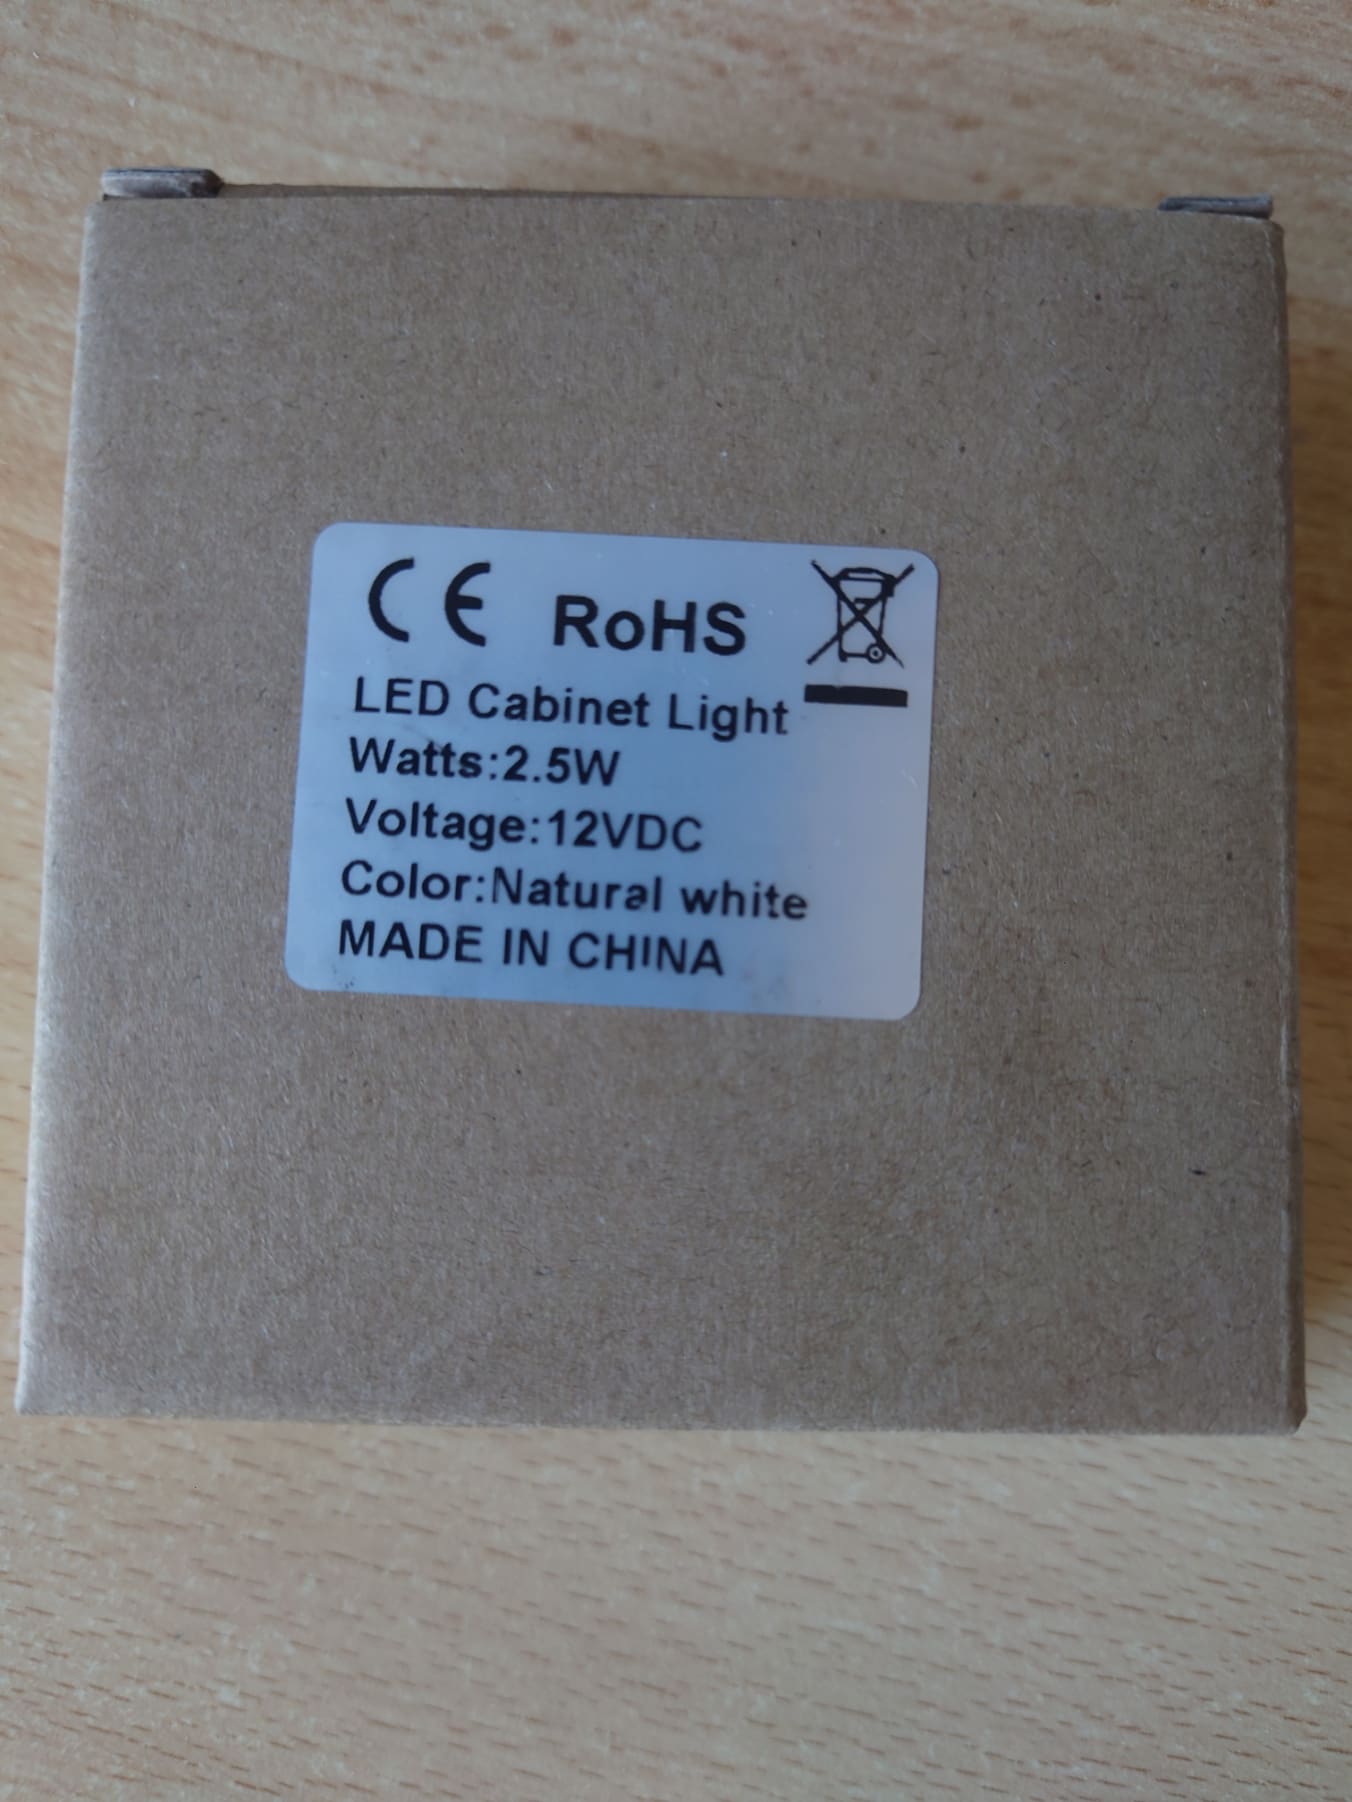 CE RoHS
LED Cabinet Light
Watts:2.5W
Voltage:12VDC
Color:Natural white
MADE IN CHINA